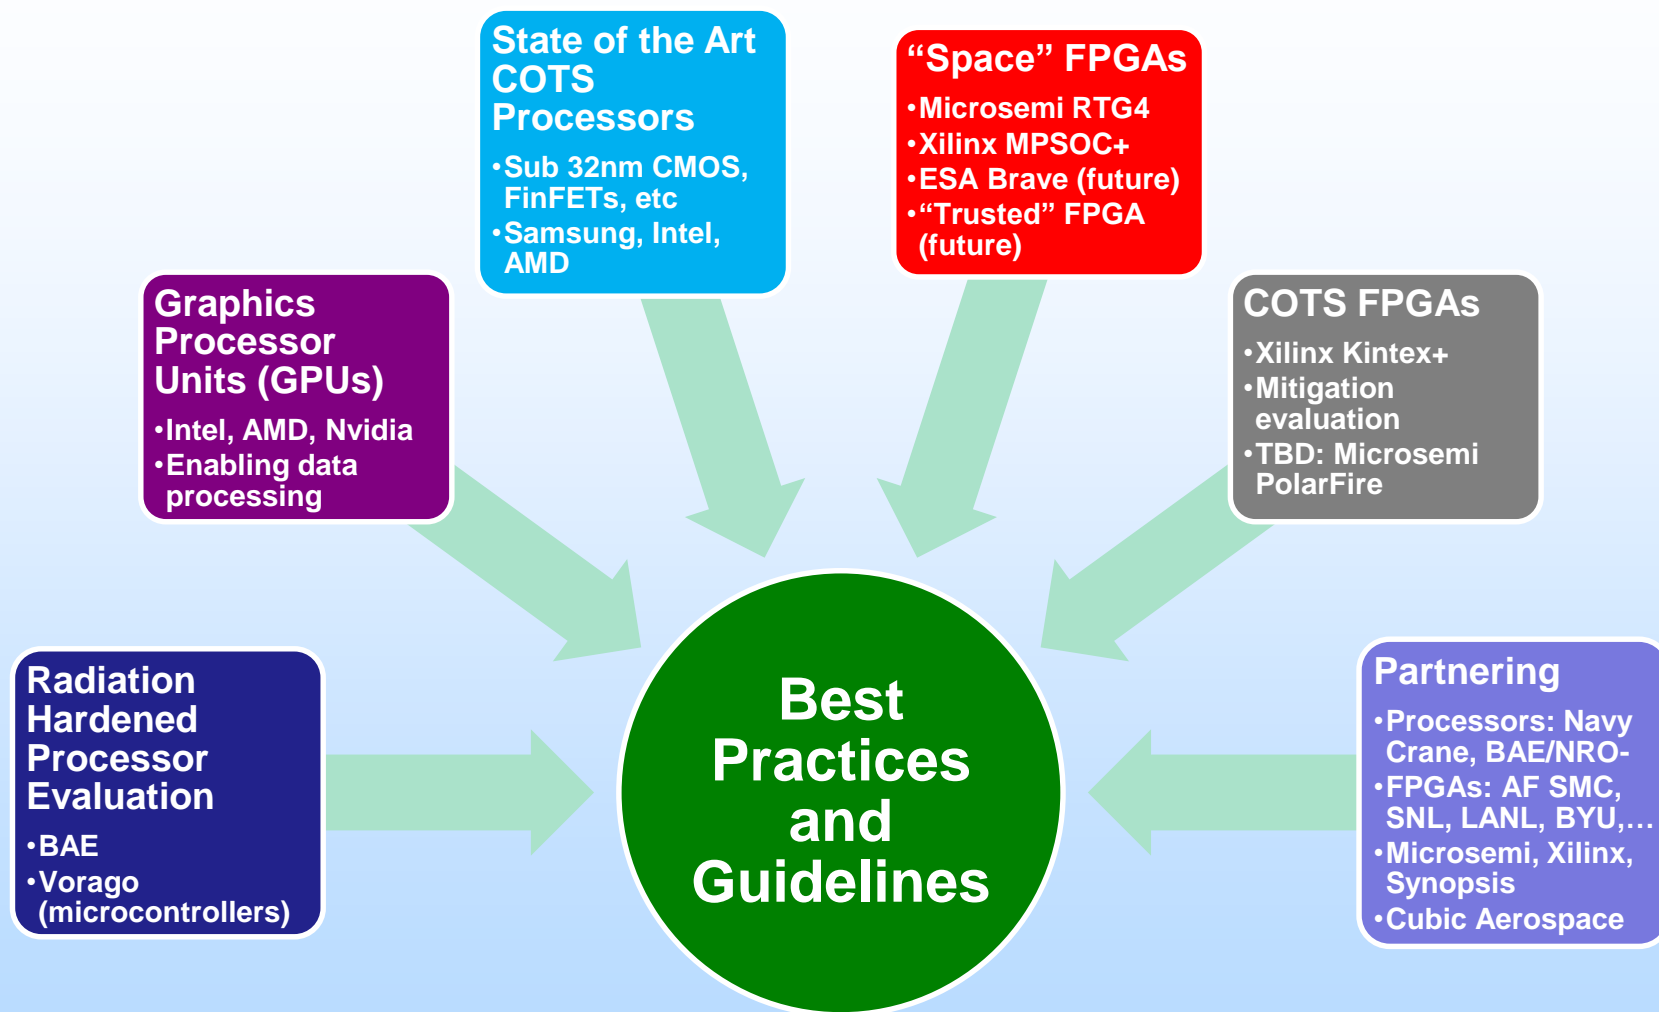 State of the Art
COTS
Processors
•Sub 32nm CMOS,
FinFETs, etc
•Samsung, Intel,
AMD
“Space” FPGAs
•Microsemi RTG4
•Xilinx MPSOC+
•ESA Brave (future)
•“Trusted” FPGA
(future)
Graphics
Processor
Units (GPUs)
•Intel, AMD, Nvidia
•Enabling data
processing
COTS FPGAs
•Xilinx Kintex+
•Mitigation
evaluation
•TBD: Microsemi
PolarFire
Radiation
Hardened
Processor
Evaluation
•BAE
•Vorago
(microcontrollers)
Best
Practices
and
Guidelines
Partnering
•Processors: Navy
Crane, BAE/NRO-
•FPGAs: AF SMC,
SNL, LANL, BYU,…
•Microsemi, Xilinx,
Synopsis
•Cubic Aerospace